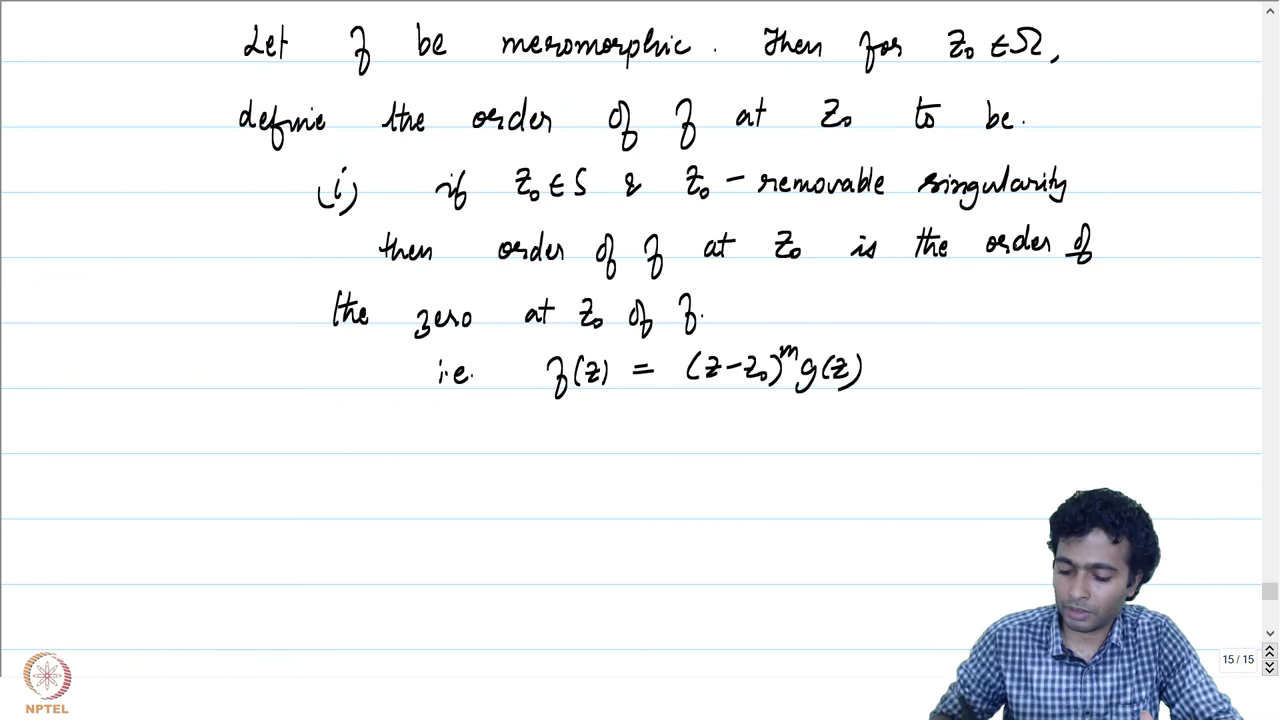 Let f be meromorphic. Then for z₀ ∈ Ω,
define the order of f at z₀ to be.
(i) if z₀ ∈ S & z₀ - removable singularity
then order of f at z₀ is the order of
the zero at z₀ of f.
i.e. f(z) = (z-z₀)ᵐ g(z)
15 / 15
NPTEL